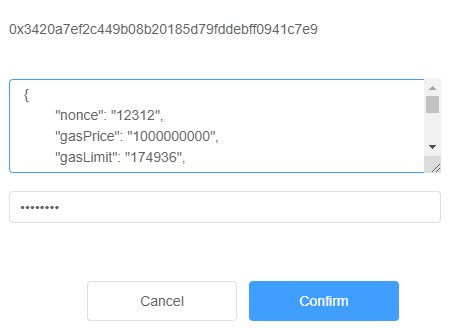 0x3420a7ef2c449b08b20185d79fddebff0941c7e9
{
"nonce": "12312",
"gasPrice": "1000000000",
"gasLimit": "174936",
••••••••
Cancel
Confirm